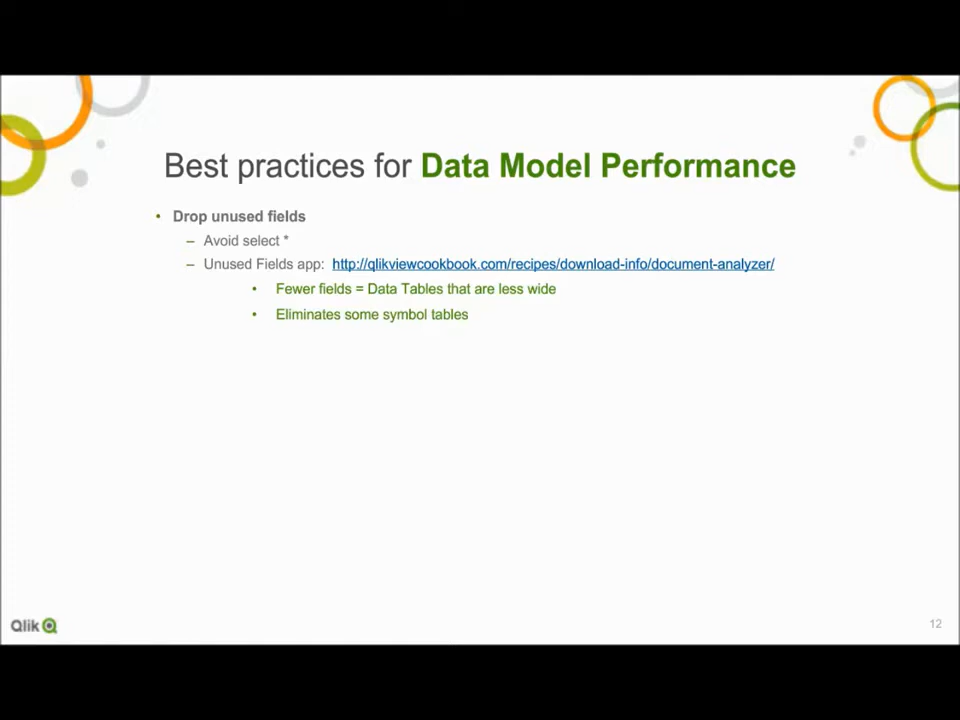 Best practices for Data Model Performance
• Drop unused fields
– Avoid select *
– Unused Fields app: http://qlikviewcookbook.com/recipes/download-info/document-analyzer/
• Fewer fields = Data Tables that are less wide
• Eliminates some symbol tables
Qlik
12